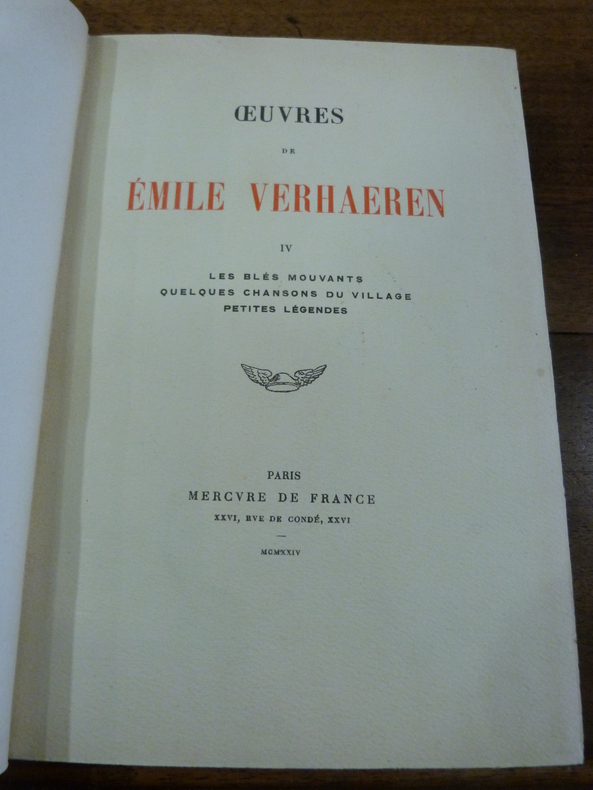 ŒUVRES
DE
ÉMILE VERHAEREN
IV
LES BLÉS MOUVANTS
QUELQUES CHANSONS DU VILLAGE
PETITES LÉGENDES
PARIS
MERCVRE DE FRANCE
XXVI, RVE DE CONDÉ, XXVI
—
MCMXXIV